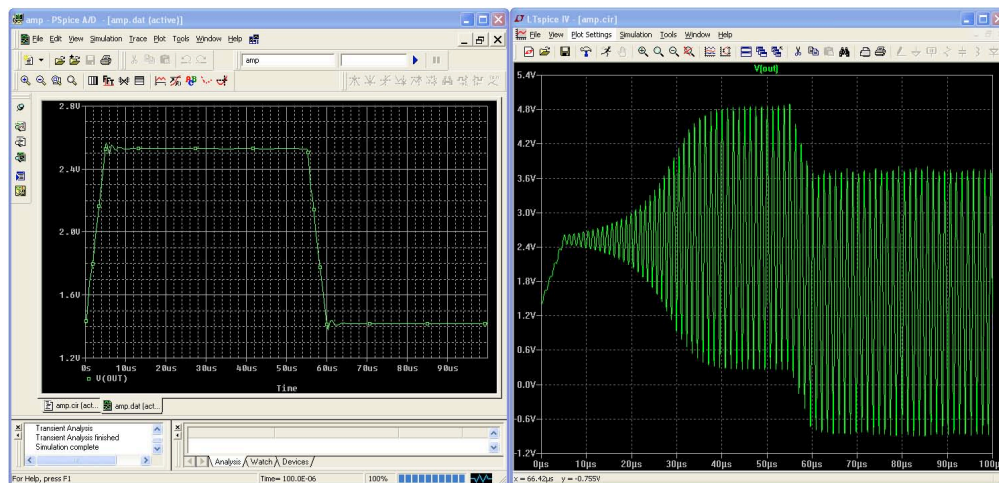 amp - PSpice A/D - [amp.dat (active)]
File Edit View Simulation Trace Plot Tools Window Help
amp
2.8V
2.4V
2.0V
1.6V
1.2V
0s 10us 20us 30us 40us 50us 60us 70us 80us 90us
V(OUT)
Time
amp.cir (act... amp.dat (act...
Transient Analysis
Transient Analysis finished
Simulation complete
Analysis Watch Devices
For Help, press F1 Time= 100.0E-06 100%
LTspice IV - [amp.cir]
File View Plot Settings Simulation Tools Window Help
V(out)
5.4V
4.8V
4.2V
3.6V
3.0V
2.4V
1.8V
1.2V
0.6V
0.0V
-0.6V
-1.2V
0µs 10µs 20µs 30µs 40µs 50µs 60µs 70µs 80µs 90µs 100µ
x = 66.42µs y = -0.755V